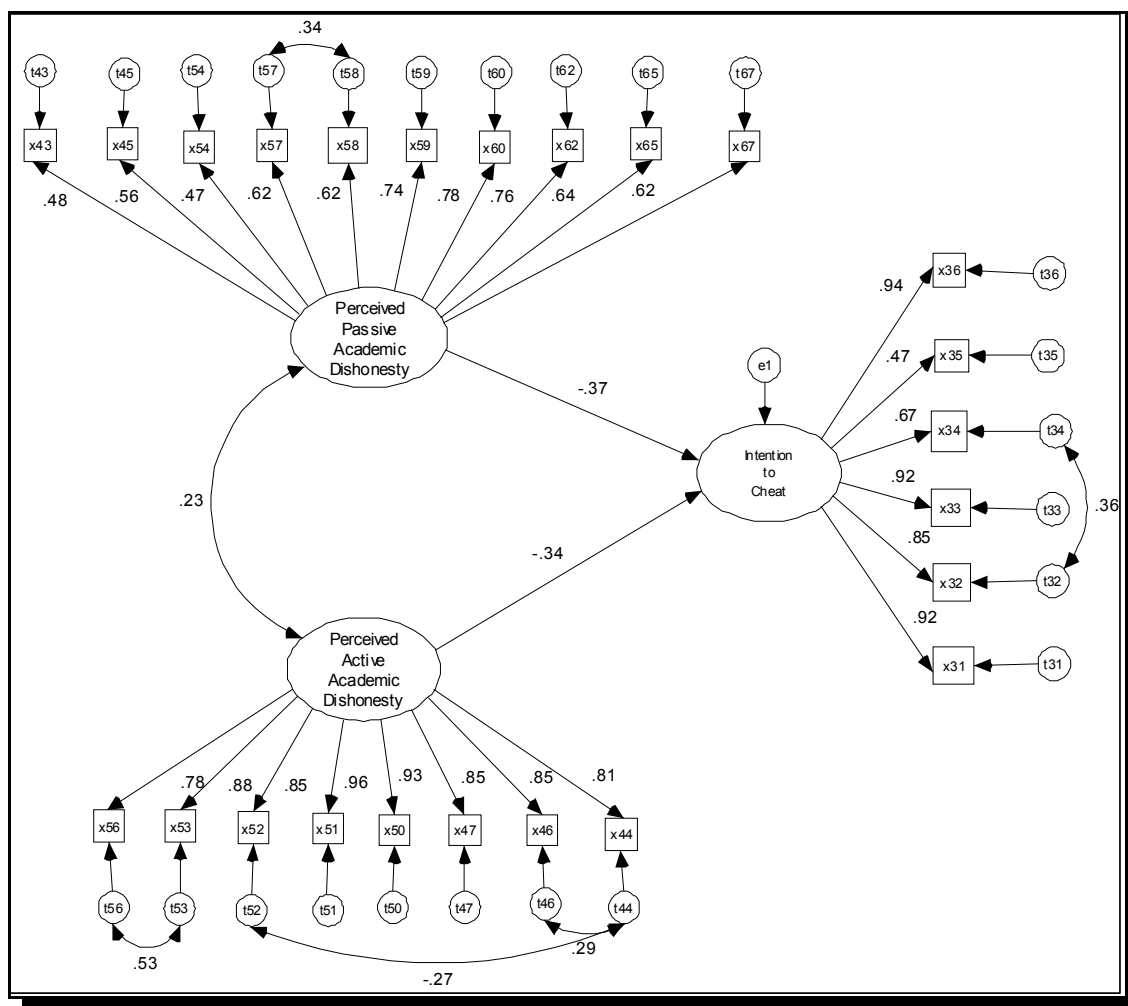 .34
t43 t45 t54 t57 t58 t59 t60 t62 t65 t67
x43 x45 x54 x57 x58 x59 x60 x62 x65 x67
.48 .56 .47 .62 .62 .74 .78 .76 .64 .62
Perceived
Passive
Academic
Dishonesty
-.37
.23
-.34
e1
Intention
to
Cheat
.94 x36 t36
.47 x35 t35
.67 x34 t34
.92 x33 t33
.36
.85 x32 t32
.92 x31 t31
Perceived
Active
Academic
Dishonesty
.78 .88 .85 .96 .93 .85 .85 .81
x56 x53 x52 x51 x50 x47 x46 x44
t56 t53 t52 t51 t50 t47 t46 t44
.53 .29
-.27